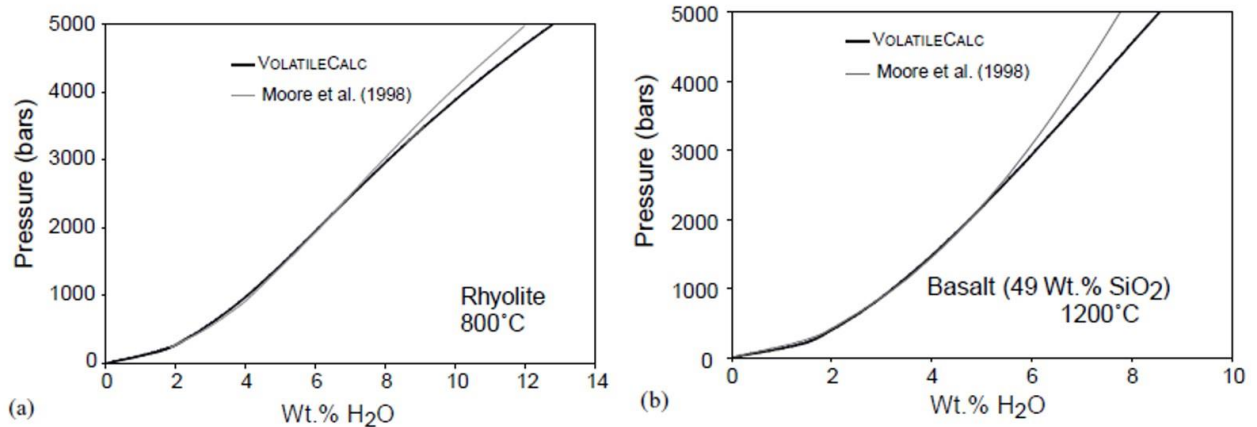 5000
4000
3000
2000
1000
0
Pressure (bars)
VOLATILECALC
Moore et al. (1998)
Rhyolite
800˚C
0 2 4 6 8 10 12 14
Wt.% H2O
(a)
5000
4000
3000
2000
1000
0
Pressure (bars)
VOLATILECALC
Moore et al. (1998)
Basalt (49 Wt.% SiO2)
1200˚C
0 2 4 6 8 10
Wt.% H2O
(b)